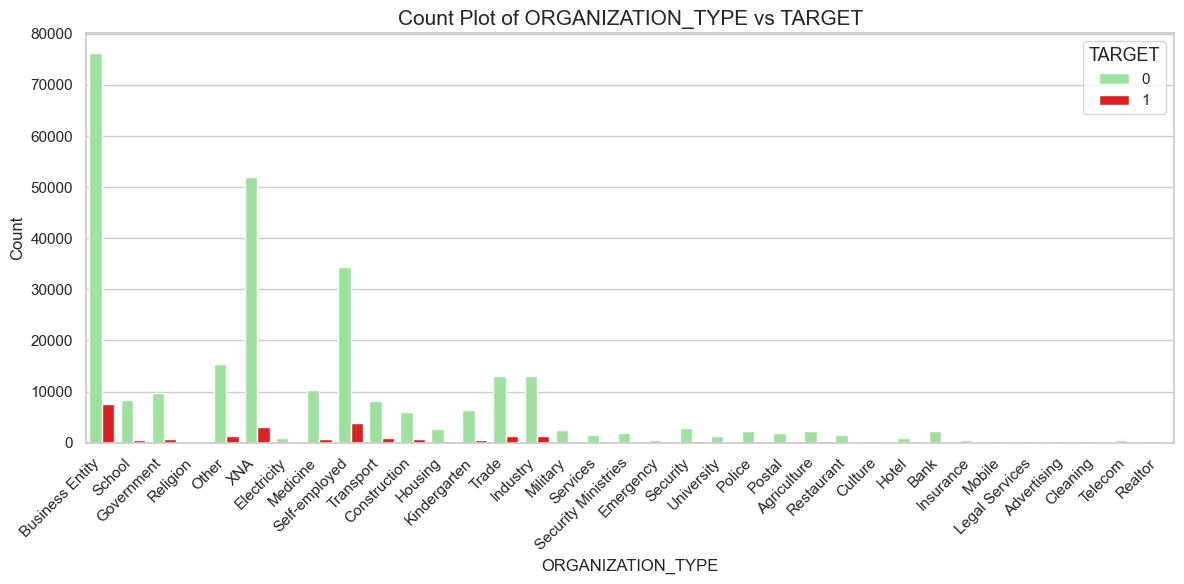 Count Plot of ORGANIZATION_TYPE vs TARGET
TARGET
0
1
Count
80000
70000
60000
50000
40000
30000
20000
10000
0
Business Entity
School
Government
Religion
Other
XNA
Electricity
Medicine
Self-employed
Transport
Construction
Housing
Kindergarten
Trade
Industry
Military
Services
Security Ministries
Emergency
Security
University
Police
Postal
Agriculture
Restaurant
Culture
Hotel
Bank
Insurance
Mobile
Legal Services
Advertising
Cleaning
Telecom
Realtor
ORGANIZATION_TYPE